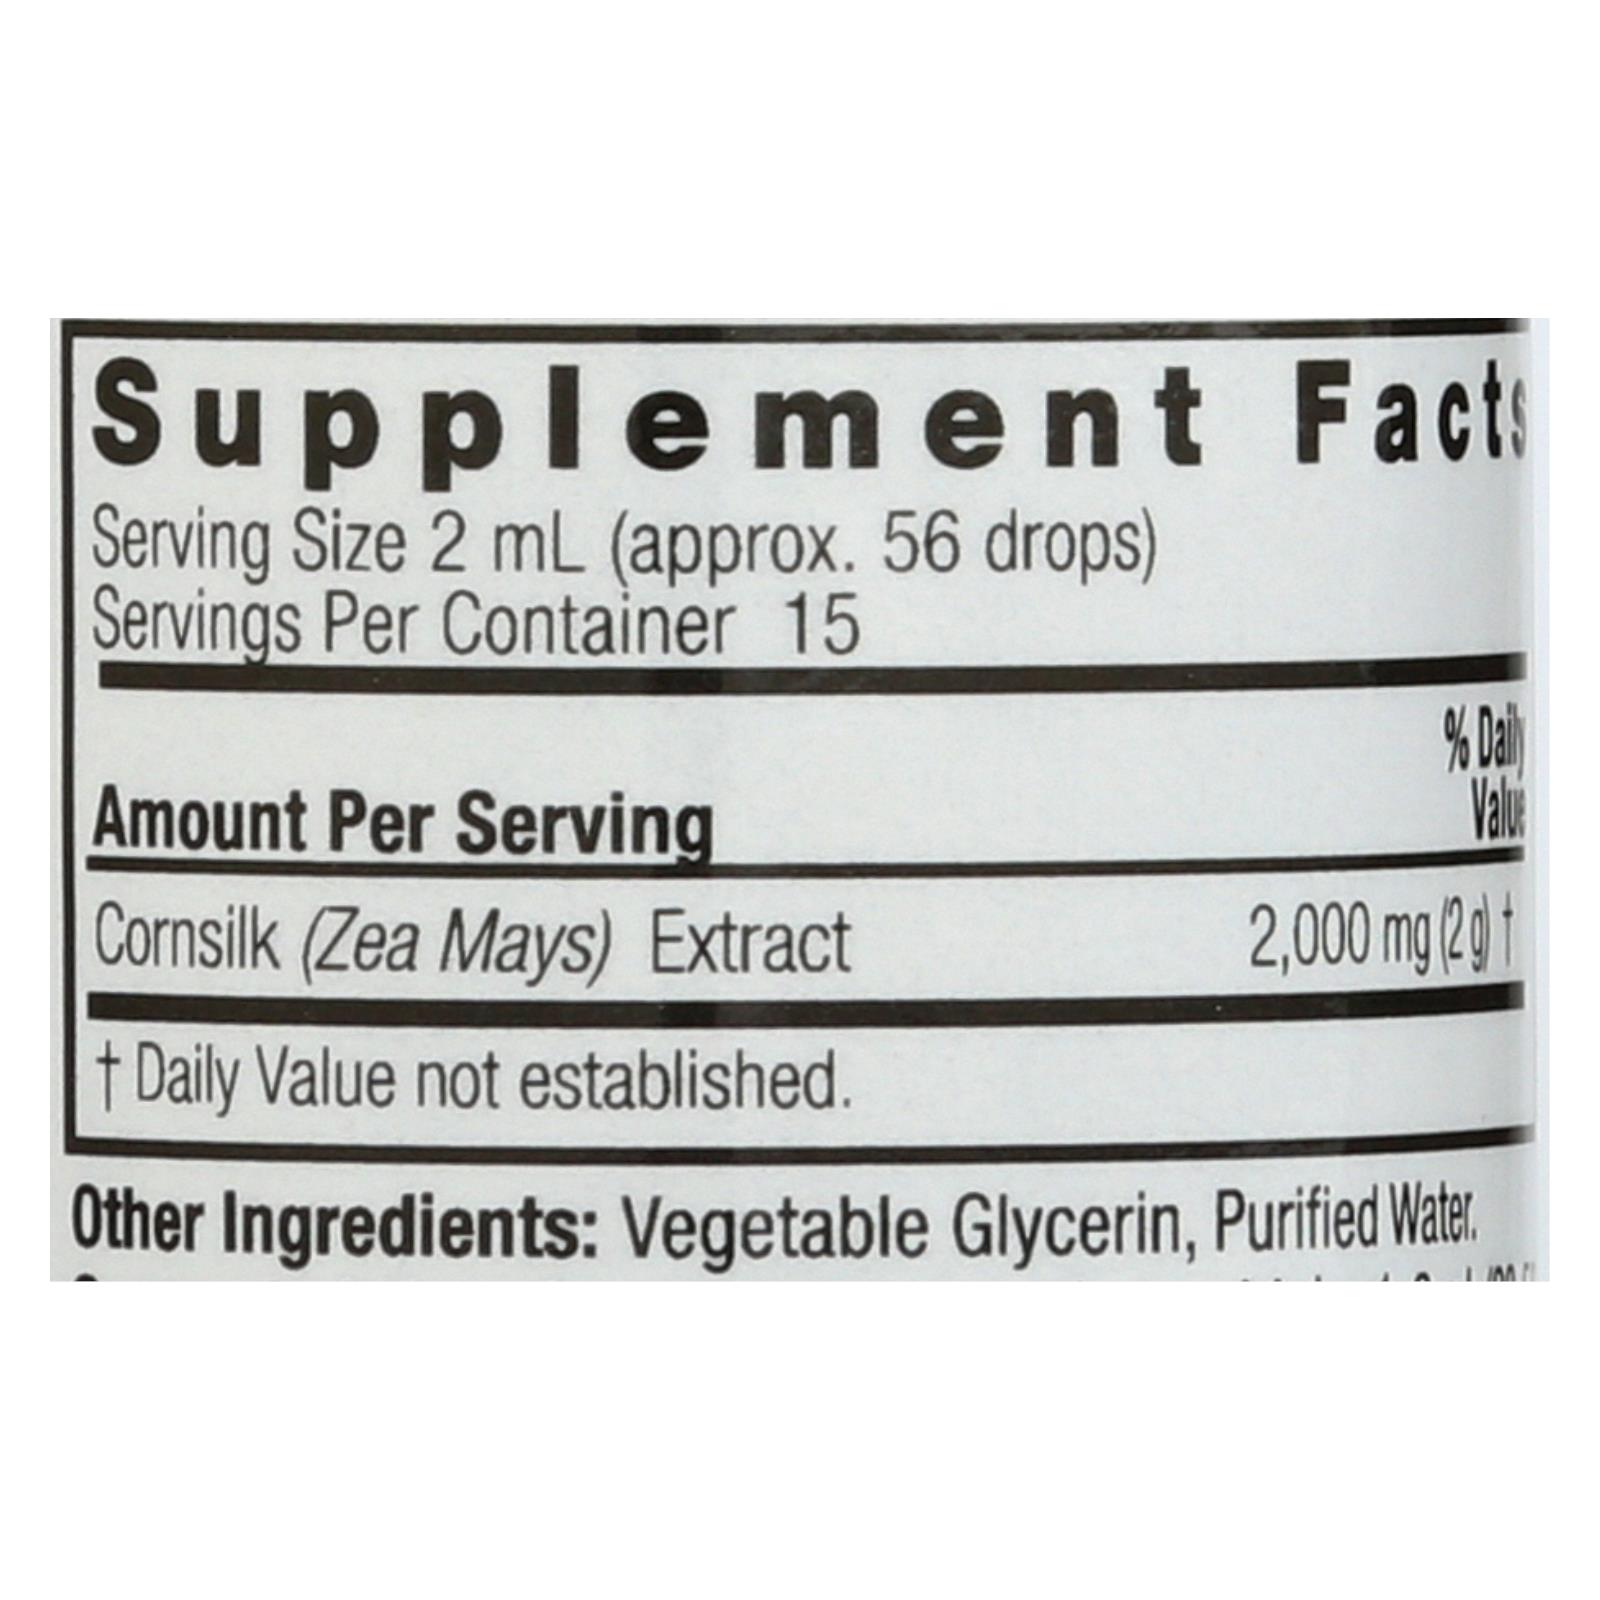 Supplement Facts
Serving Size 2 mL (approx. 56 drops)
Servings Per Container 15
% Daily
Value
Amount Per Serving
Cornsilk (Zea Mays) Extract 2,000 mg (2 g) †
† Daily Value not established.
Other Ingredients: Vegetable Glycerin, Purified Water.